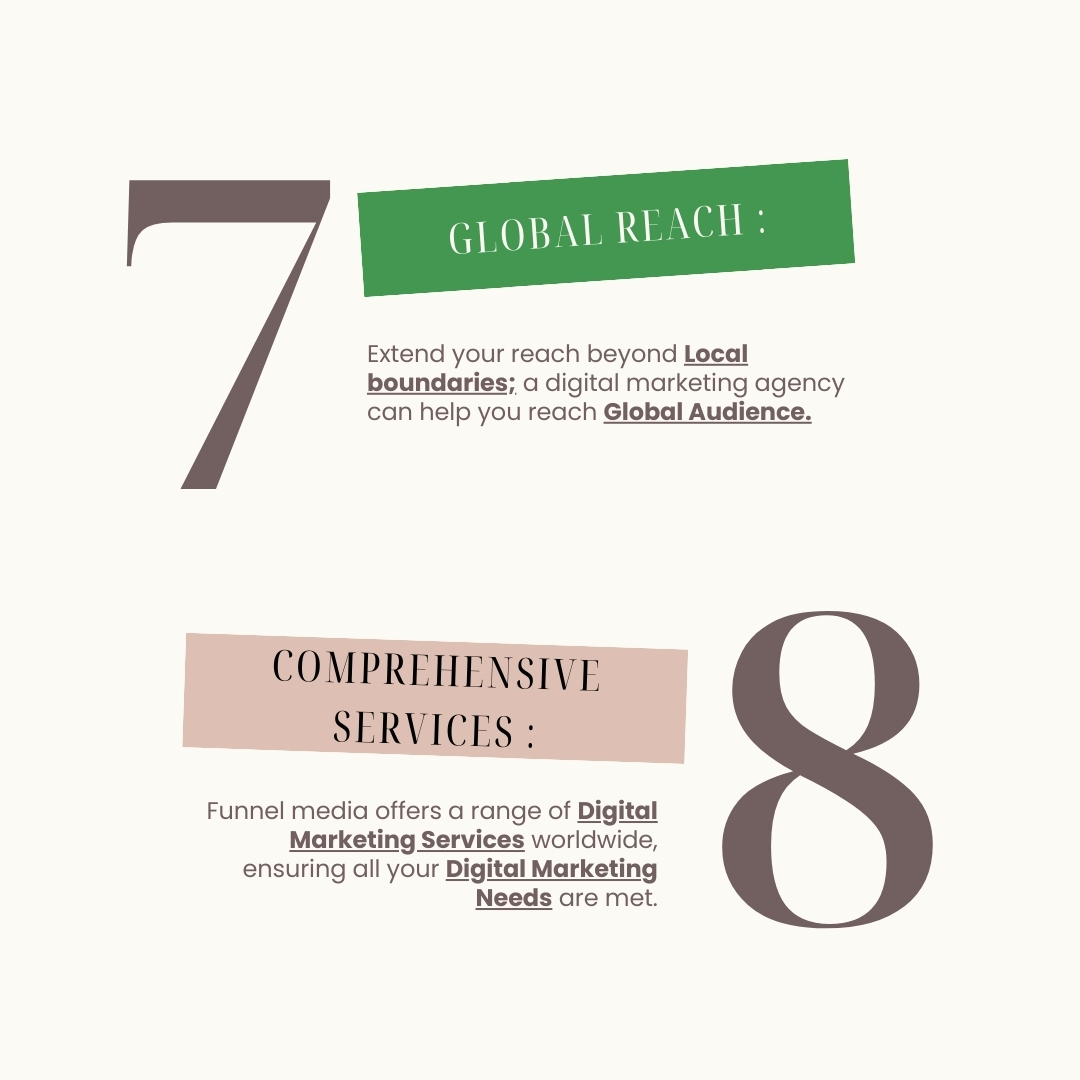 7
GLOBAL REACH :
Extend your reach beyond Local
boundaries; a digital marketing agency
can help you reach Global Audience.
8
COMPREHENSIVE
SERVICES :
Funnel media offers a range of Digital
Marketing Services worldwide,
ensuring all your Digital Marketing
Needs are met.